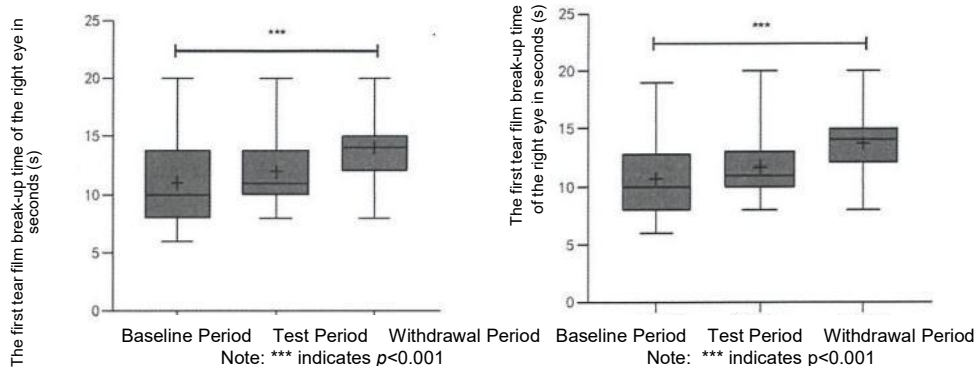 The first tear film break-up time of the right eye in
seconds (s)
25
20
15
10
5
0
***
Baseline Period Test Period Withdrawal Period
Note: *** indicates p<0.001
The first tear film break-up time
of the right eye in seconds (s)
25
20
15
10
5
0
***
Baseline Period Test Period Withdrawal Period
Note: *** indicates p<0.001